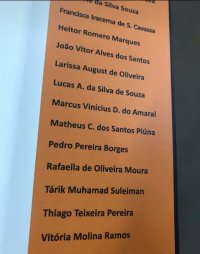 da Silva Souza
Francisca Iracema de S. Cavassa
Heitor Romero Marques
João Vitor Alves dos Santos
Larissa August de Oliveira
Lucas A. da Silva de Souza
Marcus Vinícius D. do Amaral
Matheus C. dos Santos Piúna
Pedro Pereira Borges
Rafaella de Oliveira Moura
Tárik Muhamad Suleiman
Thiago Teixeira Pereira
Vitória Molina Ramos